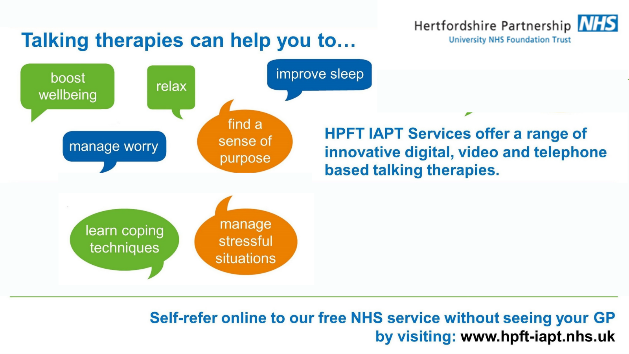 Hertfordshire Partnership NHS
University NHS Foundation Trust
Talking therapies can help you to…
boost
wellbeing
relax
improve sleep
manage worry
find a
sense of
purpose
HPFT IAPT Services offer a range of
innovative digital, video and telephone
based talking therapies.
learn coping
techniques
manage
stressful
situations
Self-refer online to our free NHS service without seeing your GP
by visiting: www.hpft-iapt.nhs.uk